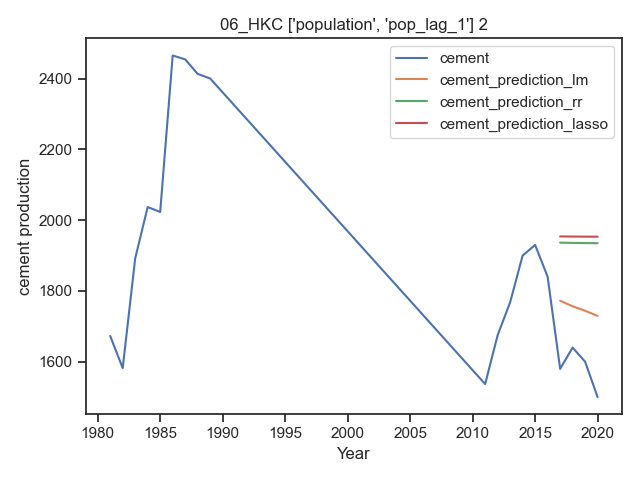 06_HKC ['population', 'pop_lag_1'] 2
cement
cement_prediction_lm
cement_prediction_rr
cement_prediction_lasso
cement production
2400
2200
2000
1800
1600
1980 1985 1990 1995 2000 2005 2010 2015 2020
Year